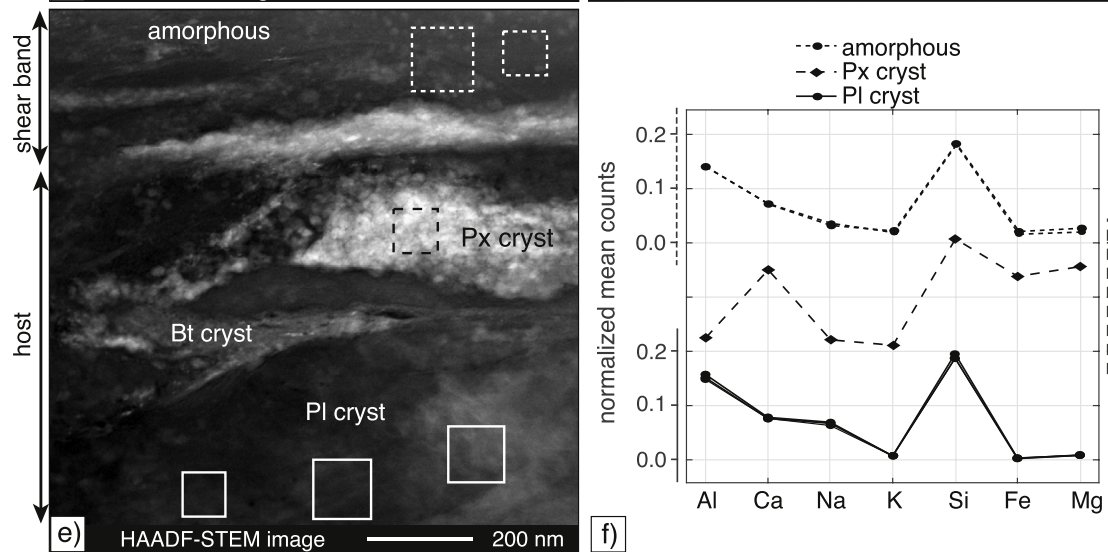 shear band
host
amorphous
Px cryst
Bt cryst
Pl cryst
e)
HAADF-STEM image
200 nm
amorphous
Px cryst
Pl cryst
normalized mean counts
0.2
0.1
0.0
0.2
0.1
0.0
Al Ca Na K Si Fe Mg
f)